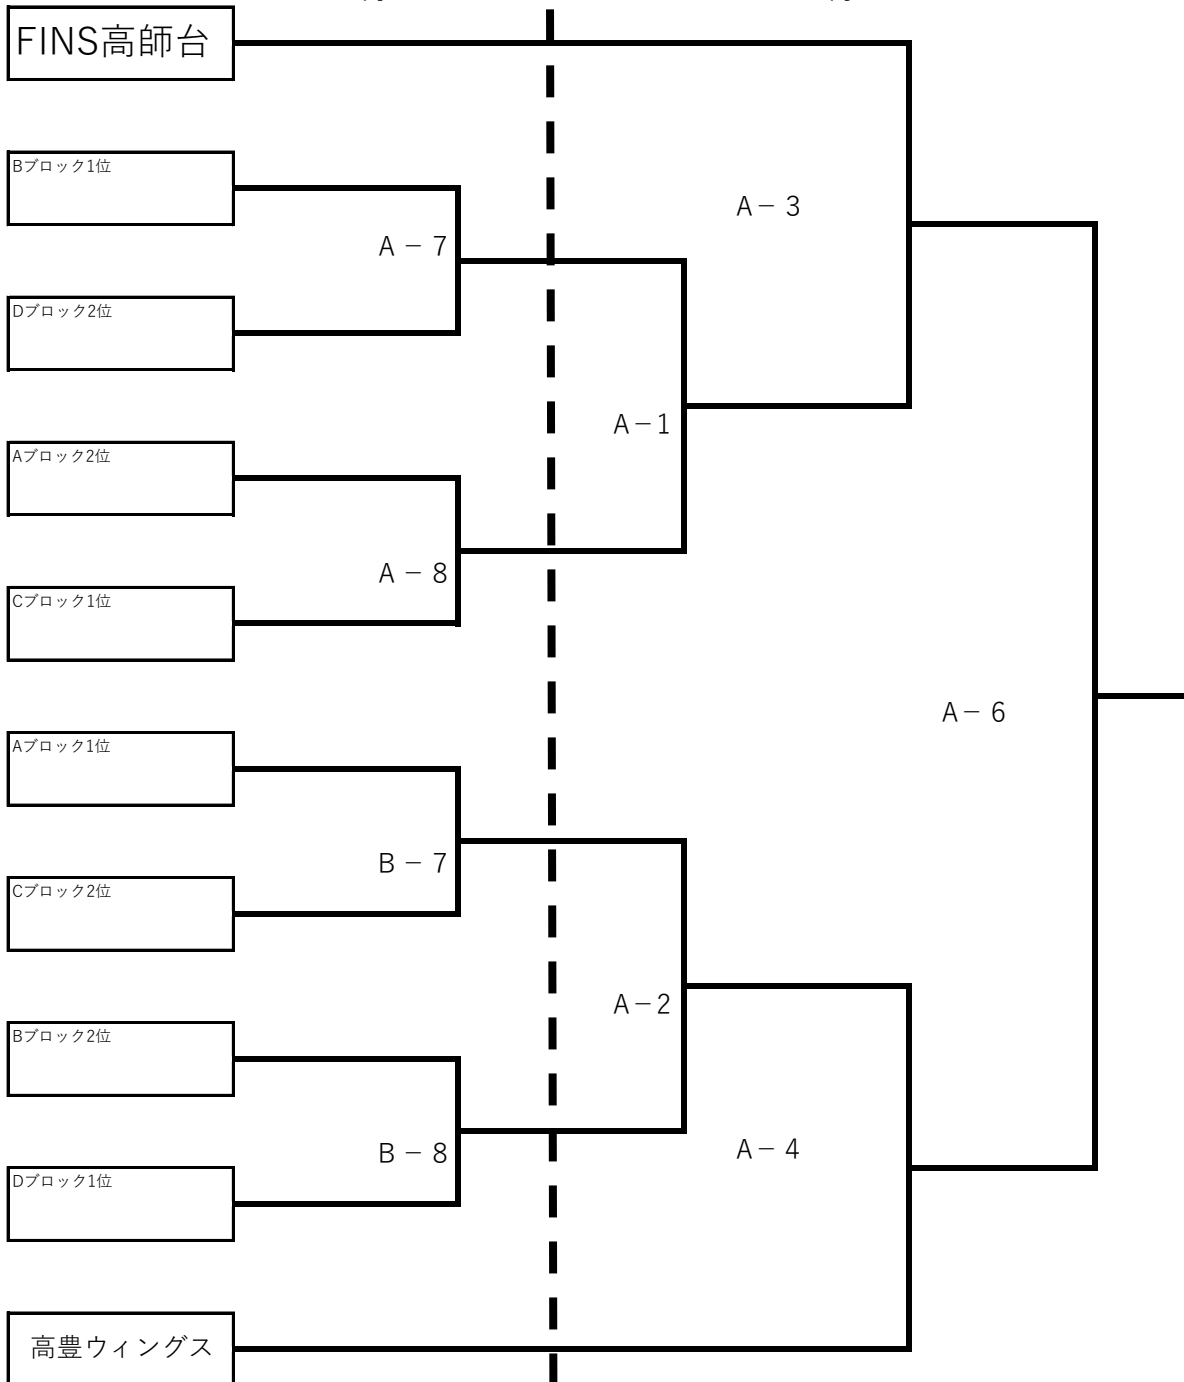 FINS高師台
Bブロック1位
A－3
A－7
Dブロック2位
A－1
Aブロック2位
A－8
Cブロック1位
A－6
Aブロック1位
B－7
Cブロック2位
A－2
Bブロック2位
A－4
B－8
Dブロック1位
高豊ウィングス